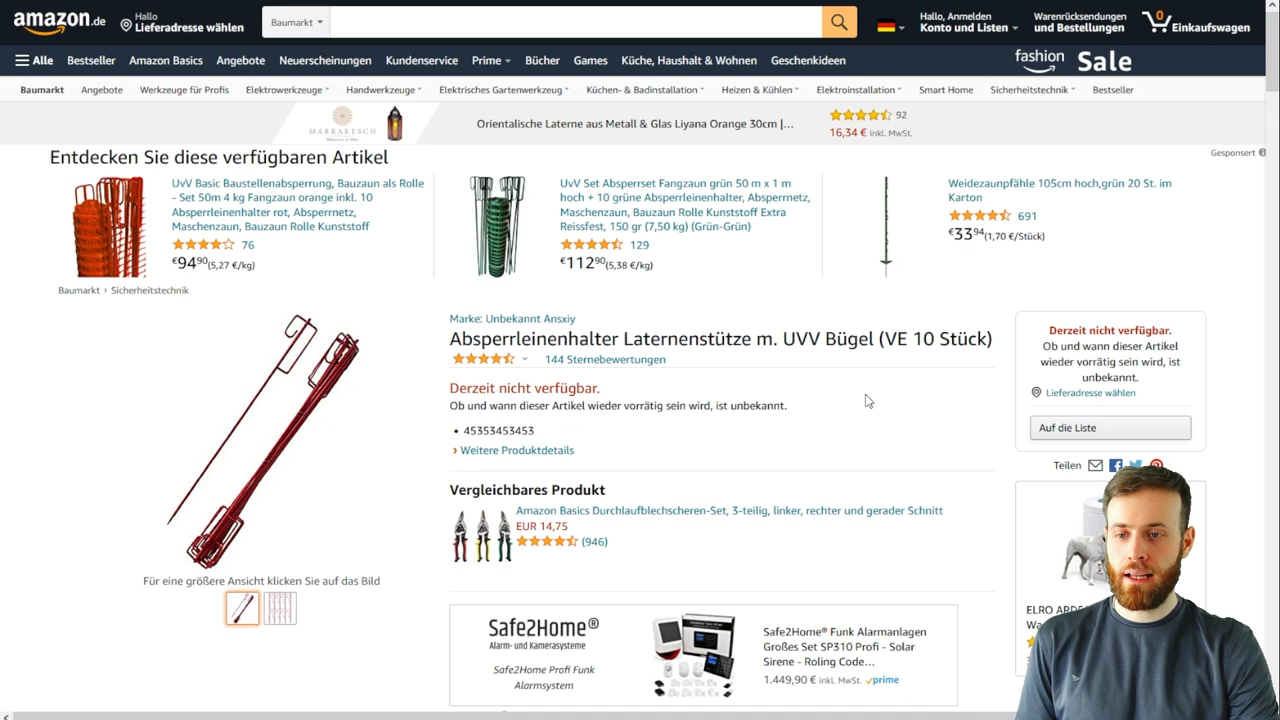 amazon.de
Hallo
Lieferadresse wählen
Baumarkt
Hallo, Anmelden
Konto und Listen
Warenrücksendungen
und Bestellungen
0
Einkaufswagen
Alle
Bestseller
Amazon Basics
Angebote
Neuerscheinungen
Kundenservice
Prime
Bücher
Games
Küche, Haushalt & Wohnen
Geschenkideen
fashion
Sale
Baumarkt
Angebote
Werkzeuge für Profis
Elektrowerkzeuge
Handwerkzeuge
Elektrisches Gartenwerkzeug
Küchen- & Badinstallation
Heizen & Kühlen
Elektroinstallation
Smart Home
Sicherheitstechnik
Bestseller
MARRAKESCH
Orientalische Laterne aus Metall & Glas Liyana Orange 30cm |...
92
16,34 € inkl. MwSt.
Entdecken Sie diese verfügbaren Artikel
Gesponsert
UvV Basic Baustellenabsperrung, Bauzaun als Rolle
- Set 50m 4 kg Fangzaun orange inkl. 10
Absperrleinenhalter rot, Absperrnetz,
Maschenzaun, Bauzaun Rolle Kunststoff
76
€9490 (5,27 €/kg)
UvV Set Absperrset Fangzaun grün 50 m x 1 m
hoch + 10 grüne Absperrleinenhalter, Absperrnetz,
Maschenzaun, Bauzaun Rolle Kunststoff Extra
Reissfest, 150 gr (7,50 kg) (Grün-Grün)
129
€11290 (5,38 €/kg)
Weidezaunpfähle 105cm hoch,grün 20 St. im
Karton
691
€3394 (1,70 €/Stück)
Baumarkt › Sicherheitstechnik
Marke: Unbekannt Ansxiy
Absperrleinenhalter Laternenstütze m. UVV Bügel (VE 10 Stück)
144 Sternebewertungen
Derzeit nicht verfügbar.
Ob und wann dieser Artikel wieder vorrätig sein wird, ist unbekannt.
• 45353453453
› Weitere Produktdetails
Vergleichbares Produkt
Amazon Basics Durchlaufblechscheren-Set, 3-teilig, linker, rechter und gerader Schnitt
EUR 14,75
(946)
Für eine größere Ansicht klicken Sie auf das Bild
Safe2Home®
Alarm- und Kamerasysteme
Safe2Home Profi Funk
Alarmsystem
Safe2Home® Funk Alarmanlagen
Großes Set SP310 Profi - Solar
Sirene - Roling Code...
1.449,90 € inkl. MwSt. prime
Derzeit nicht verfügbar.
Ob und wann dieser Artikel
wieder vorrätig sein wird, ist
unbekannt.
Lieferadresse wählen
Auf die Liste
Teilen